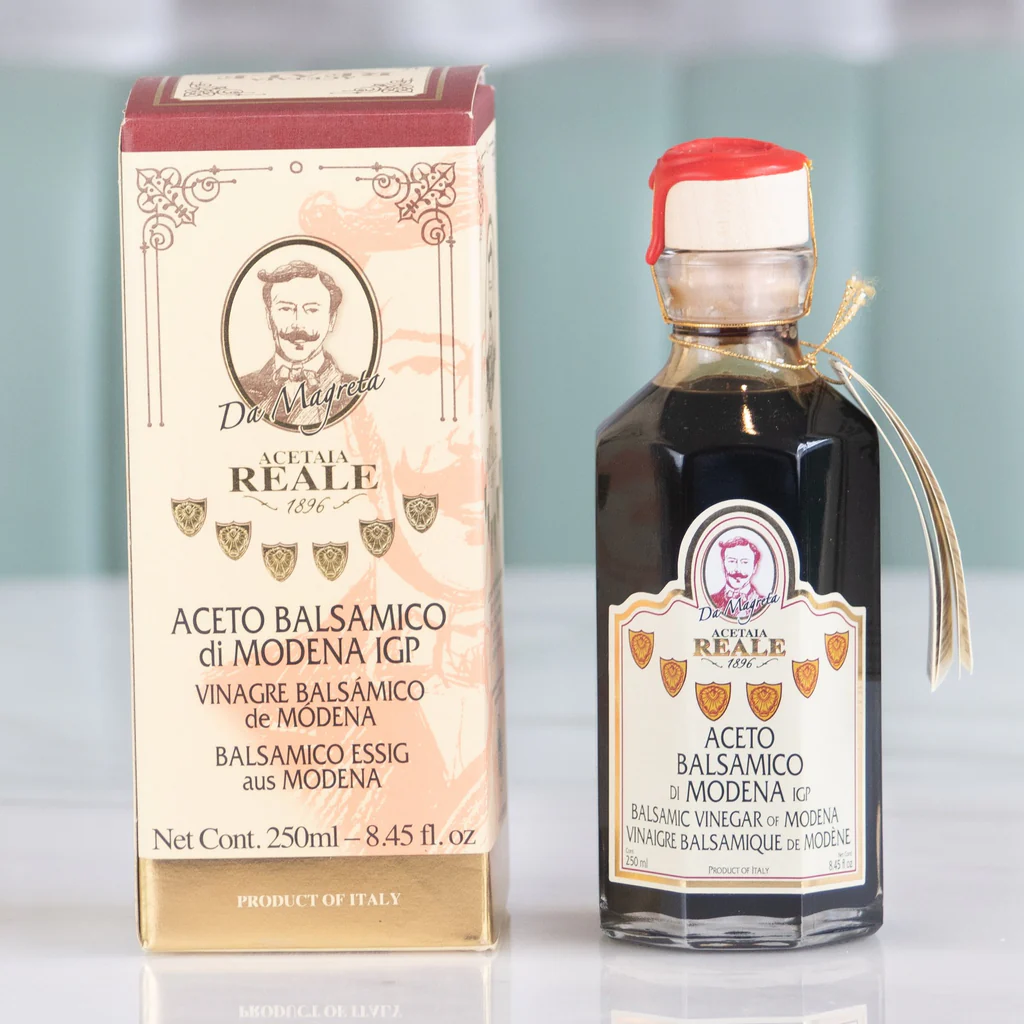 Da Magreta
ACETAIA
REALE
1896
ACETO BALSAMICO
di MODENA IGP
VINAGRE BALSÁMICO
de MÓDENA
BALSAMICO ESSIG
aus MODENA
Net Cont. 250ml – 8.45 fl. oz
PRODUCT OF ITALY
Da Magreta
ACETAIA
REALE
1896
ACETO
BALSAMICO
DI MODENA IGP
BALSAMIC VINEGAR OF MODENA
VINAIGRE BALSAMIQUE DE MODÈNE
250 ml
8.45 fl. oz
PRODUCT OF ITALY